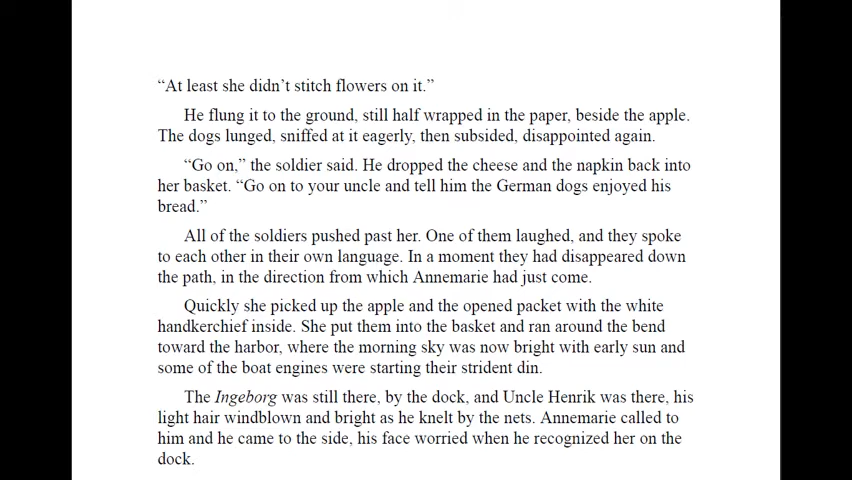 “At least she didn’t stitch flowers on it.”
He flung it to the ground, still half wrapped in the paper, beside the apple.
The dogs lunged, sniffed at it eagerly, then subsided, disappointed again.
“Go on,” the soldier said. He dropped the cheese and the napkin back into
her basket. “Go on to your uncle and tell him the German dogs enjoyed his
bread.”
All of the soldiers pushed past her. One of them laughed, and they spoke
to each other in their own language. In a moment they had disappeared down
the path, in the direction from which Annemarie had just come.
Quickly she picked up the apple and the opened packet with the white
handkerchief inside. She put them into the basket and ran around the bend
toward the harbor, where the morning sky was now bright with early sun and
some of the boat engines were starting their strident din.
The Ingeborg was still there, by the dock, and Uncle Henrik was there, his
light hair windblown and bright as he knelt by the nets. Annemarie called to
him and he came to the side, his face worried when he recognized her on the
dock.